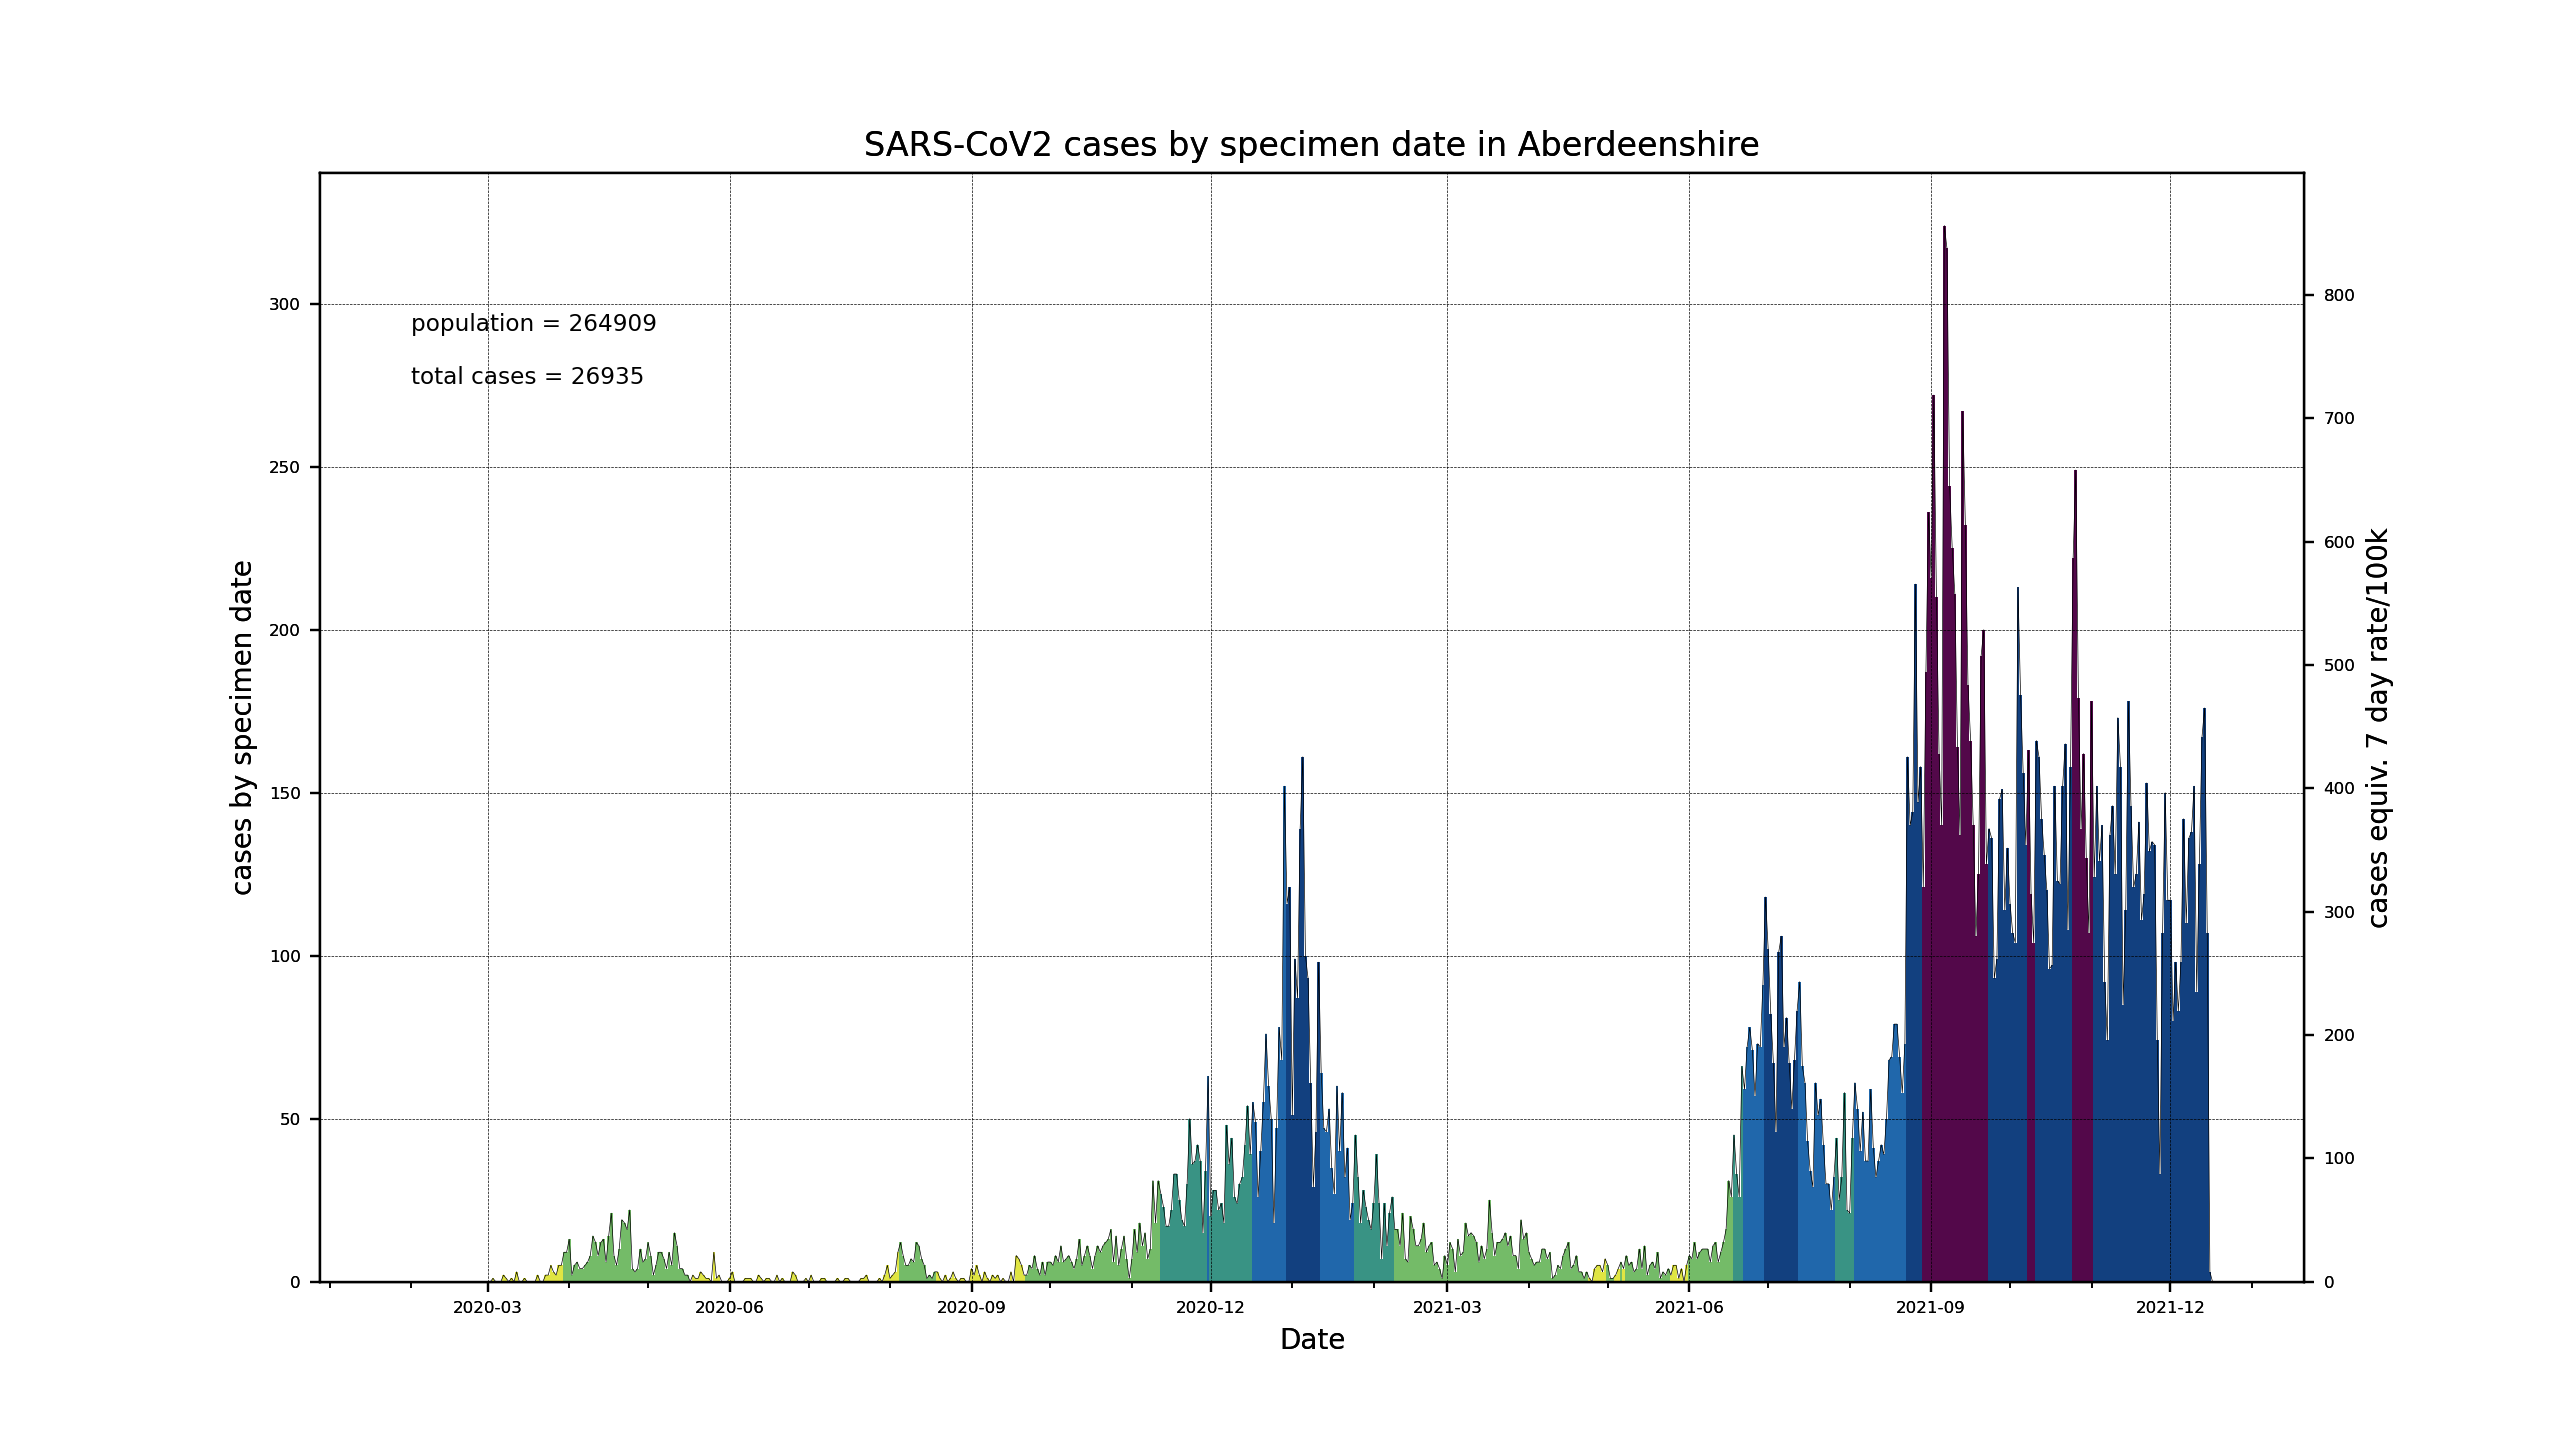 SARS-CoV2 cases by specimen date in Aberdeenshire
population = 264909
total cases = 26935
cases by specimen date
300
250
200
150
100
50
0
800
700
600
500
400
300
200
100
0
cases equiv. 7 day rate/100k
2020-03 2020-06 2020-09 2020-12 2021-03 2021-06 2021-09 2021-12
Date